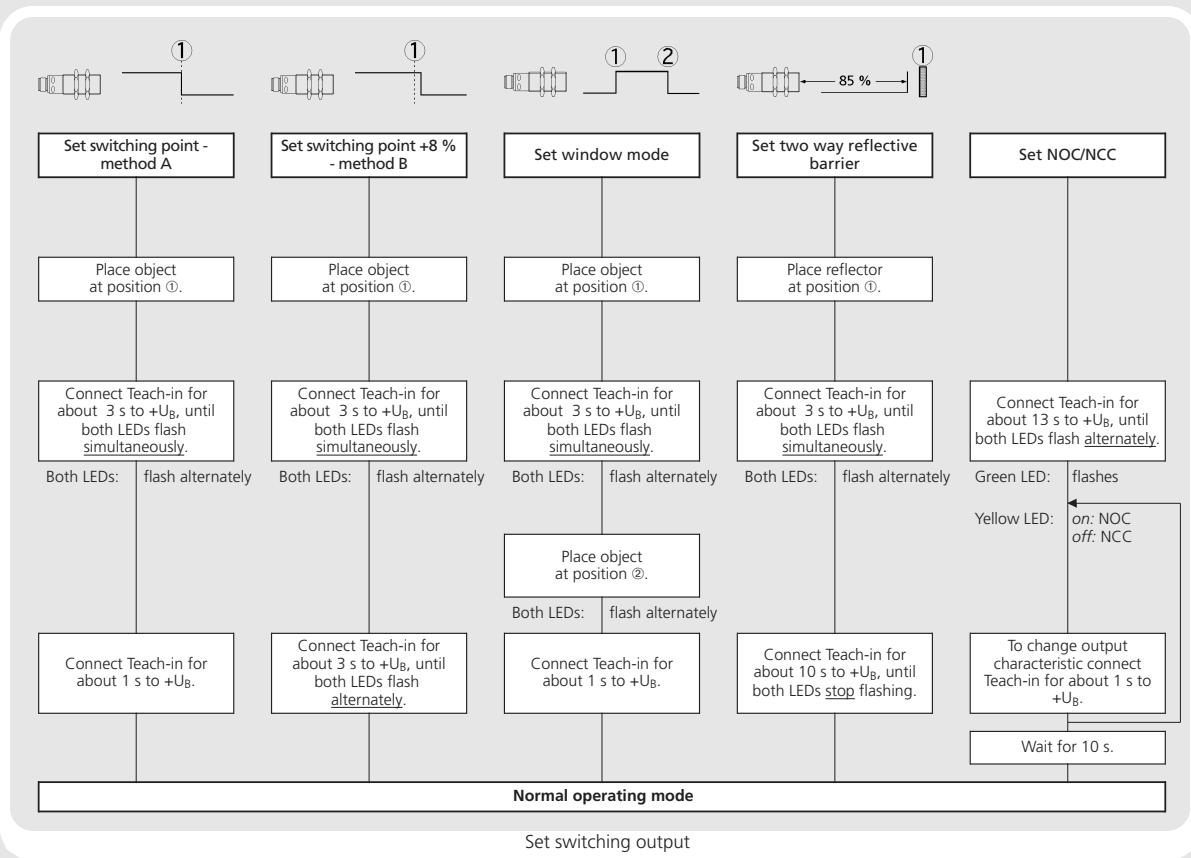 ①
①
① ②
85 %
①
Set switching point -
method A
Set switching point +8 %
- method B
Set window mode
Set two way reflective
barrier
Set NOC/NCC
Place object
at position ①.
Place object
at position ①.
Place object
at position ①.
Place reflector
at position ①.
Connect Teach-in for
about 3 s to +UB, until
both LEDs flash
simultaneously.
Connect Teach-in for
about 3 s to +UB, until
both LEDs flash
simultaneously.
Connect Teach-in for
about 3 s to +UB, until
both LEDs flash
simultaneously.
Connect Teach-in for
about 3 s to +UB, until
both LEDs flash
simultaneously.
Connect Teach-in for
about 13 s to +UB, until
both LEDs flash alternately.
Both LEDs: flash alternately
Both LEDs: flash alternately
Both LEDs: flash alternately
Both LEDs: flash alternately
Green LED: flashes
Yellow LED: on: NOC
off: NCC
Place object
at position ②.
Both LEDs: flash alternately
Connect Teach-in for
about 1 s to +UB.
Connect Teach-in for
about 3 s to +UB, until
both LEDs flash
alternately.
Connect Teach-in for
about 1 s to +UB.
Connect Teach-in for
about 10 s to +UB, until
both LEDs stop flashing.
To change output
characteristic connect
Teach-in for about 1 s to
+UB.
Wait for 10 s.
Normal operating mode
Set switching output